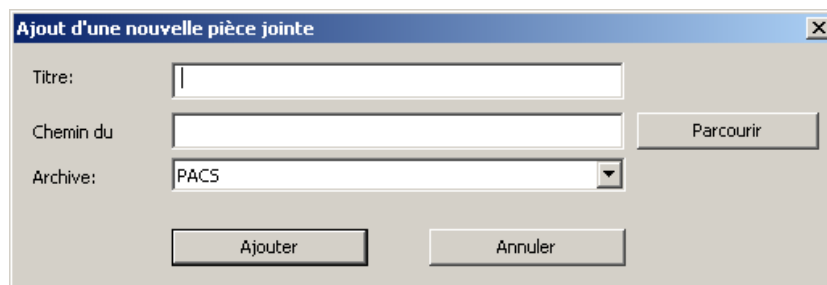 Ajout d'une nouvelle pièce jointe
Titre:
Chemin du
Parcourir
Archive:
PACS
Ajouter
Annuler